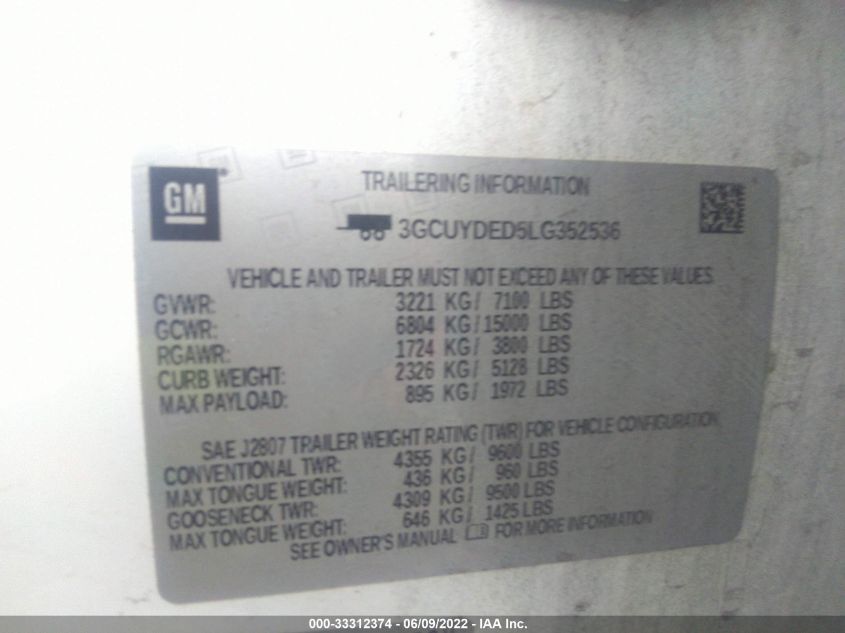 GM®
TRAILERING INFORMATION
3GCUYDED5LG352536
VEHICLE AND TRAILER MUST NOT EXCEED ANY OF THESE VALUES
GVWR: 3221 KG/ 7100 LBS
GCWR: 6804 KG/15000 LBS
RGAWR: 1724 KG/ 3800 LBS
CURB WEIGHT: 2326 KG/ 5128 LBS
MAX PAYLOAD: 895 KG/ 1972 LBS
SAE J2807 TRAILER WEIGHT RATING (TWR) FOR VEHICLE CONFIGURATION
CONVENTIONAL TWR: 4355 KG/ 9600 LBS
MAX TONGUE WEIGHT: 436 KG/ 960 LBS
GOOSENECK TWR: 4309 KG/ 9500 LBS
MAX TONGUE WEIGHT: 646 KG/ 1425 LBS
SEE OWNER'S MANUAL FOR MORE INFORMATION
000-33312374 - 06/09/2022 - IAA Inc.